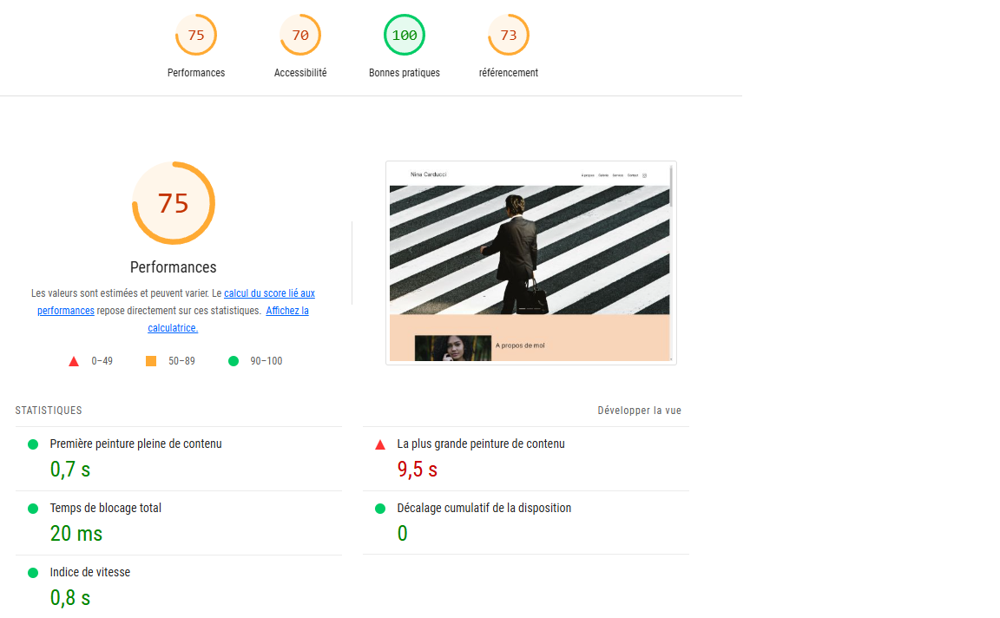 75
70
100
73
Performances
Accessibilité
Bonnes pratiques
référencement
75
Performances
Les valeurs sont estimées et peuvent varier. Le calcul du score lié aux
performances repose directement sur ces statistiques. Affichez la
calculatrice.
0–49
50–89
90–100
Nina Carducci
A propos
Galerie
Service
Contact
A propos de moi
STATISTIQUES
Développer la vue
Première peinture pleine de contenu
0,7 s
La plus grande peinture de contenu
9,5 s
Temps de blocage total
20 ms
Décalage cumulatif de la disposition
0
Indice de vitesse
0,8 s